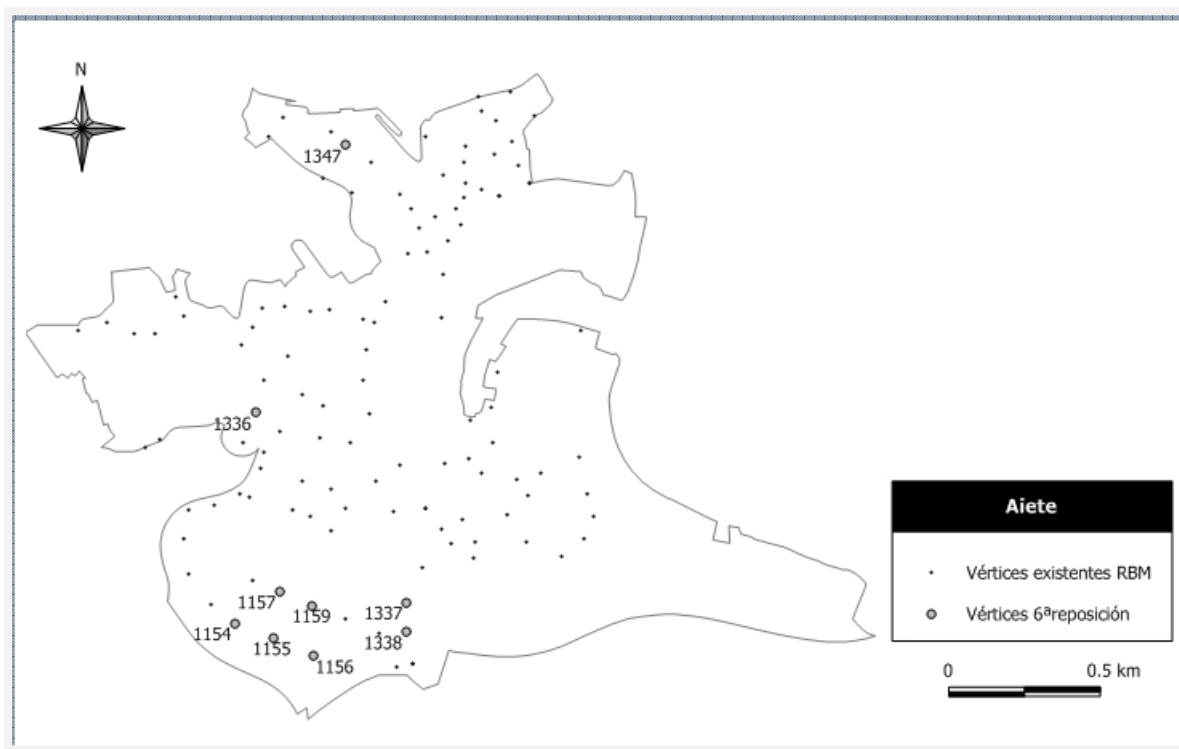 N
1347
1336
1157
1159
1337
1154
1155
1338
1156
Aiete
Vértices existentes RBM
Vértices 6ªreposición
0 0.5 km